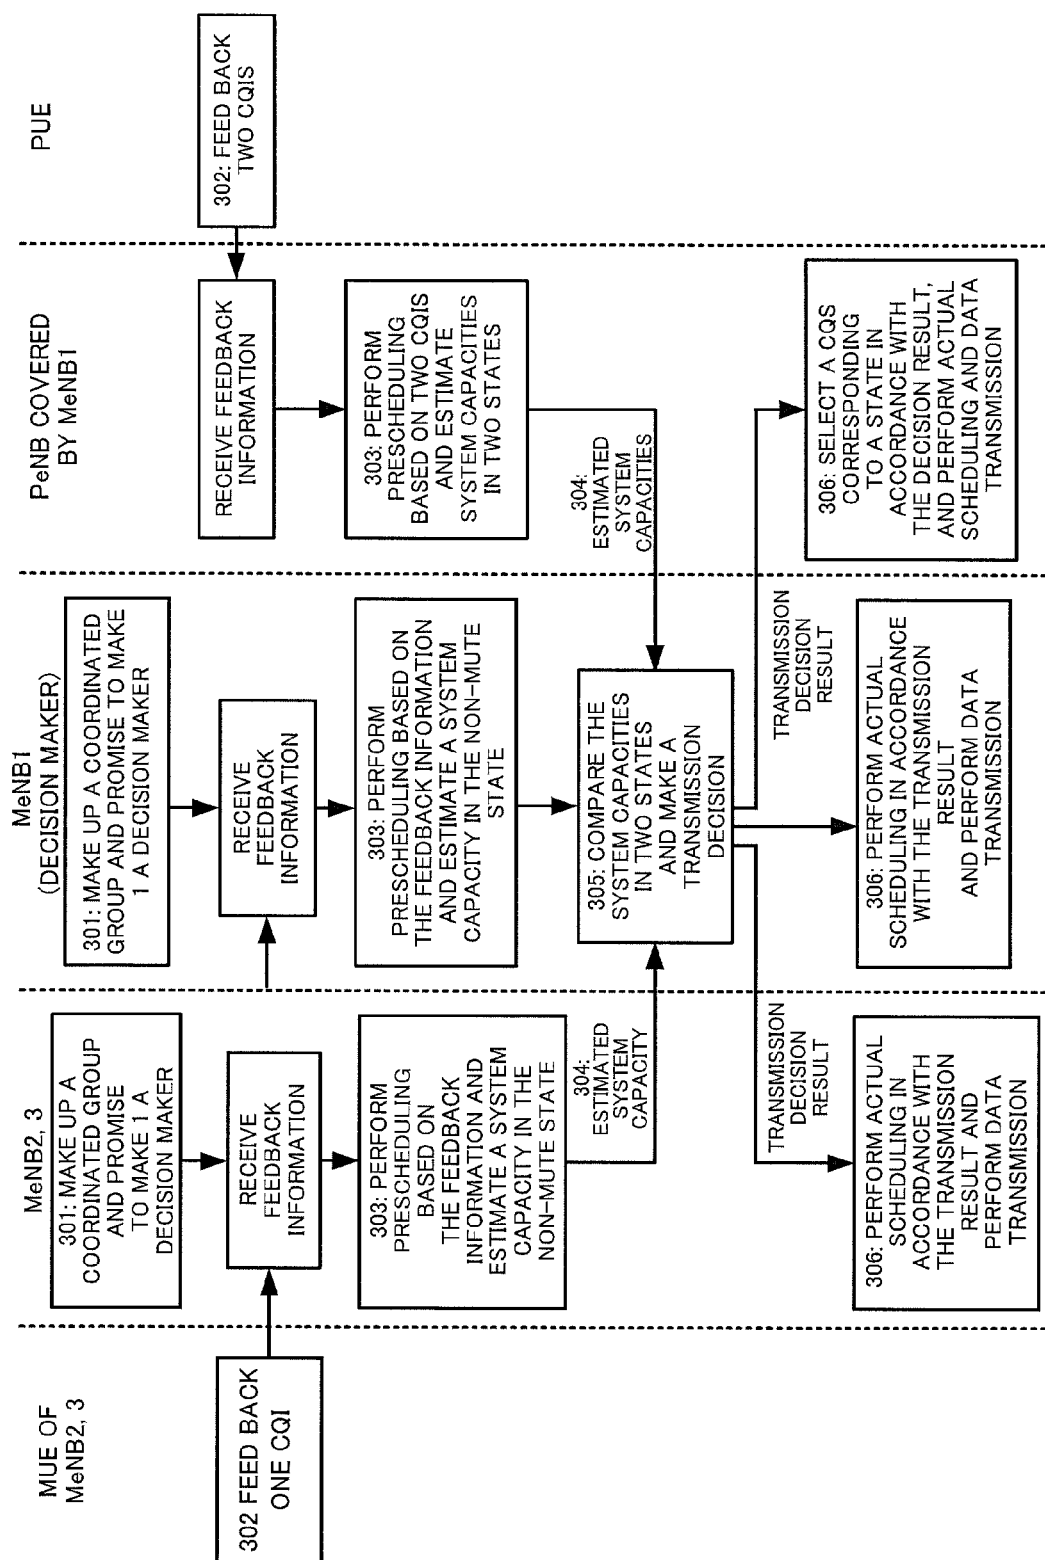 MUE OF
MeNB2, 3
302 FEED BACK
ONE CQI
MeNB2, 3
301: MAKE UP A
COORDINATED GROUP
AND PROMISE
TO MAKE 1 A
DECISION MAKER
RECEIVE
FEEDBACK
INFORMATION
303: PERFORM
PRESCHEDULING
BASED ON
THE FEEDBACK
INFORMATION AND
ESTIMATE A SYSTEM
CAPACITY IN THE
NON-MUTE STATE
304:
ESTIMATED
SYSTEM
CAPACITY
TRANSMISSION
DECISION
RESULT
306: PERFORM ACTUAL
SCHEDULING IN
ACCORDANCE WITH
THE TRANSMISSION
RESULT AND
PERFORM DATA
TRANSMISSION
MeNB1
(DECISION MAKER)
301: MAKE UP A COORDINATED
GROUP AND PROMISE TO MAKE
1 A DECISION MAKER
RECEIVE
FEEDBACK
INFORMATION
303: PERFORM
PRESCHEDULING BASED ON
THE FEEDBACK INFORMATION
AND ESTIMATE A SYSTEM
CAPACITY IN THE NON-MUTE
STATE
305: COMPARE THE
SYSTEM CAPACITIES
IN TWO STATES
AND MAKE A
TRANSMISSION
DECISION
306: PERFORM ACTUAL
SCHEDULING IN ACCORDANCE
WITH THE TRANSMISSION
RESULT
AND PERFORM DATA
TRANSMISSION
PeNB COVERED
BY MeNB1
RECEIVE FEEDBACK
INFORMATION
303: PERFORM
PRESCHEDULING
BASED ON TWO CQIS
AND ESTIMATE
SYSTEM CAPACITIES
IN TWO STATES
304:
ESTIMATED
SYSTEM
CAPACITIES
TRANSMISSION
DECISION
RESULT
306: SELECT A CQS
CORRESPONDING
TO A STATE IN
ACCORDANCE WITH
THE DECISION RESULT,
AND PERFORM ACTUAL
SCHEDULING AND DATA
TRANSMISSION
PUE
302: FEED BACK
TWO CQIS